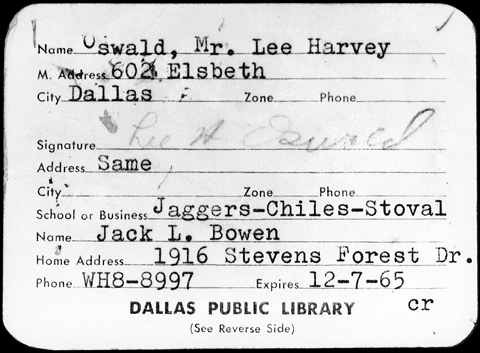 Name Oswald, Mr. Lee Harvey
M. Address 602 Elsbeth
City Dallas Zone Phone
Signature Lee H Oswald
Address Same
City Zone Phone
School or Business Jaggers-Chiles-Stoval
Name Jack L. Bowen
Home Address 1916 Stevens Forest Dr.
Phone WH8-8997 Expires 12-7-65
DALLAS PUBLIC LIBRARY cr
(See Reverse Side)